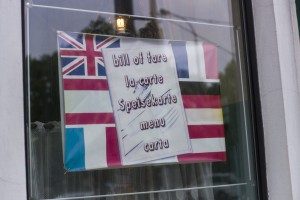 bill of fare
la carte
Speisekarte
menu
carta